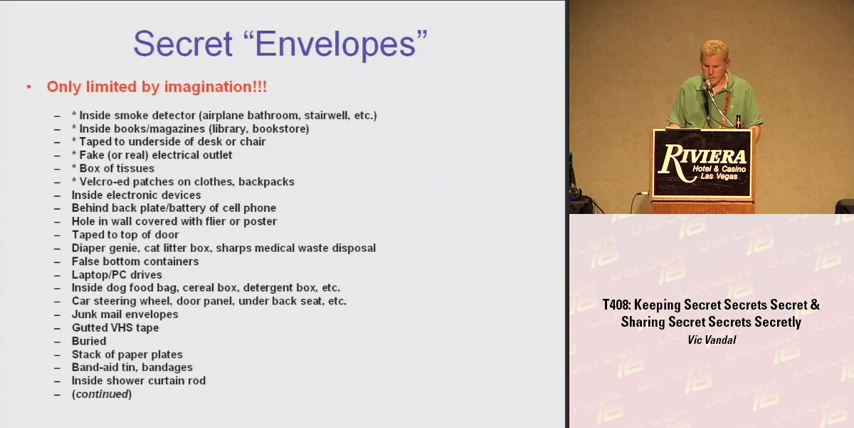 Secret “Envelopes”
• Only limited by imagination!!!
– * Inside smoke detector (airplane bathroom, stairwell, etc.)
– * Inside books/magazines (library, bookstore)
– * Taped to underside of desk or chair
– * Fake (or real) electrical outlet
– * Box of tissues
– * Velcro-ed patches on clothes, backpacks
– Inside electronic devices
– Behind back plate/battery of cell phone
– Hole in wall covered with flier or poster
– Taped to top of door
– Diaper genie, cat litter box, sharps medical waste disposal
– False bottom containers
– Laptop/PC drives
– Inside dog food bag, cereal box, detergent box, etc.
– Car steering wheel, door panel, under back seat, etc.
– Junk mail envelopes
– Gutted VHS tape
– Buried
– Stack of paper plates
– Band-aid tin, bandages
– Inside shower curtain rod
– (continued)
RIVIERA
Hotel & Casino
Las Vegas
T408: Keeping Secret Secrets Secret &
Sharing Secret Secrets Secretly
Vic Vandal